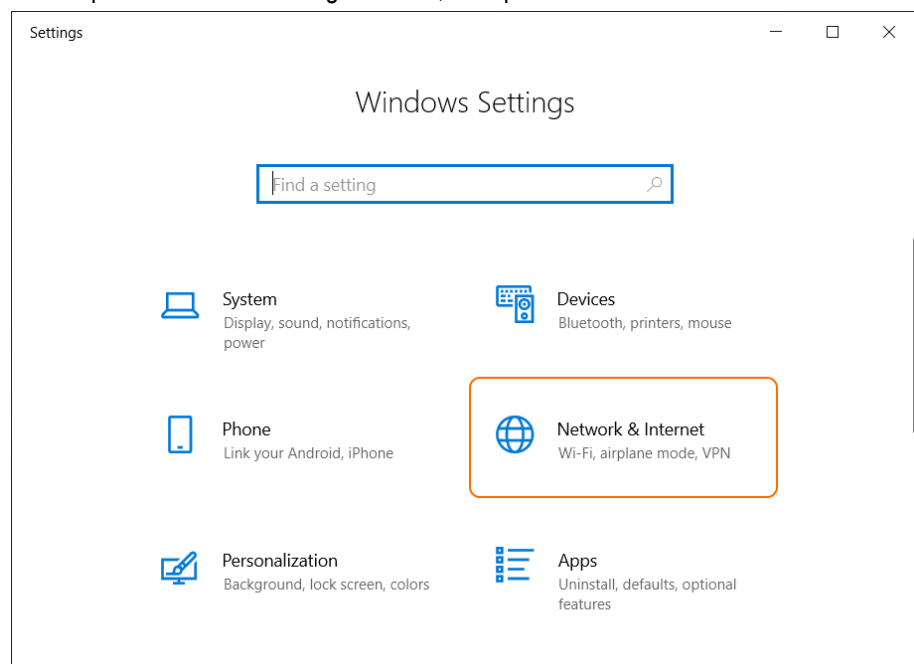 Settings
Windows Settings
Find a setting
System
Display, sound, notifications,
power
Devices
Bluetooth, printers, mouse
Phone
Link your Android, iPhone
Network & Internet
Wi-Fi, airplane mode, VPN
Personalization
Background, lock screen, colors
Apps
Uninstall, defaults, optional
features